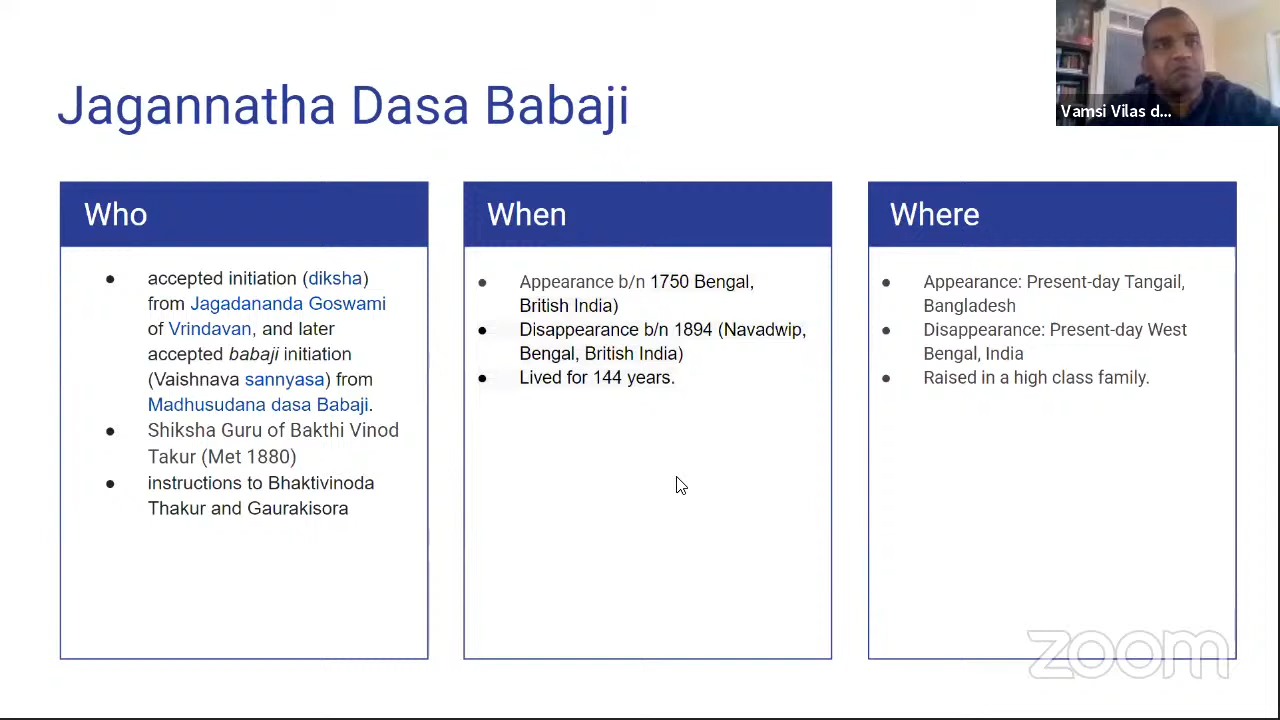 Jagannatha Dasa Babaji
Vamsi Vilas d...
Who
accepted initiation (diksha)
from Jagadananda Goswami
of Vrindavan, and later
accepted babaji initiation
(Vaishnava sannyasa) from
Madhusudana dasa Babaji.
Shiksha Guru of Bakthi Vinod
Takur (Met 1880)
instructions to Bhaktivinoda
Thakur and Gaurakisora
When
Appearance b/n 1750 Bengal,
British India)
Disappearance b/n 1894 (Navadwip,
Bengal, British India)
Lived for 144 years.
Where
Appearance: Present-day Tangail,
Bangladesh
Disappearance: Present-day West
Bengal, India
Raised in a high class family.
zoom